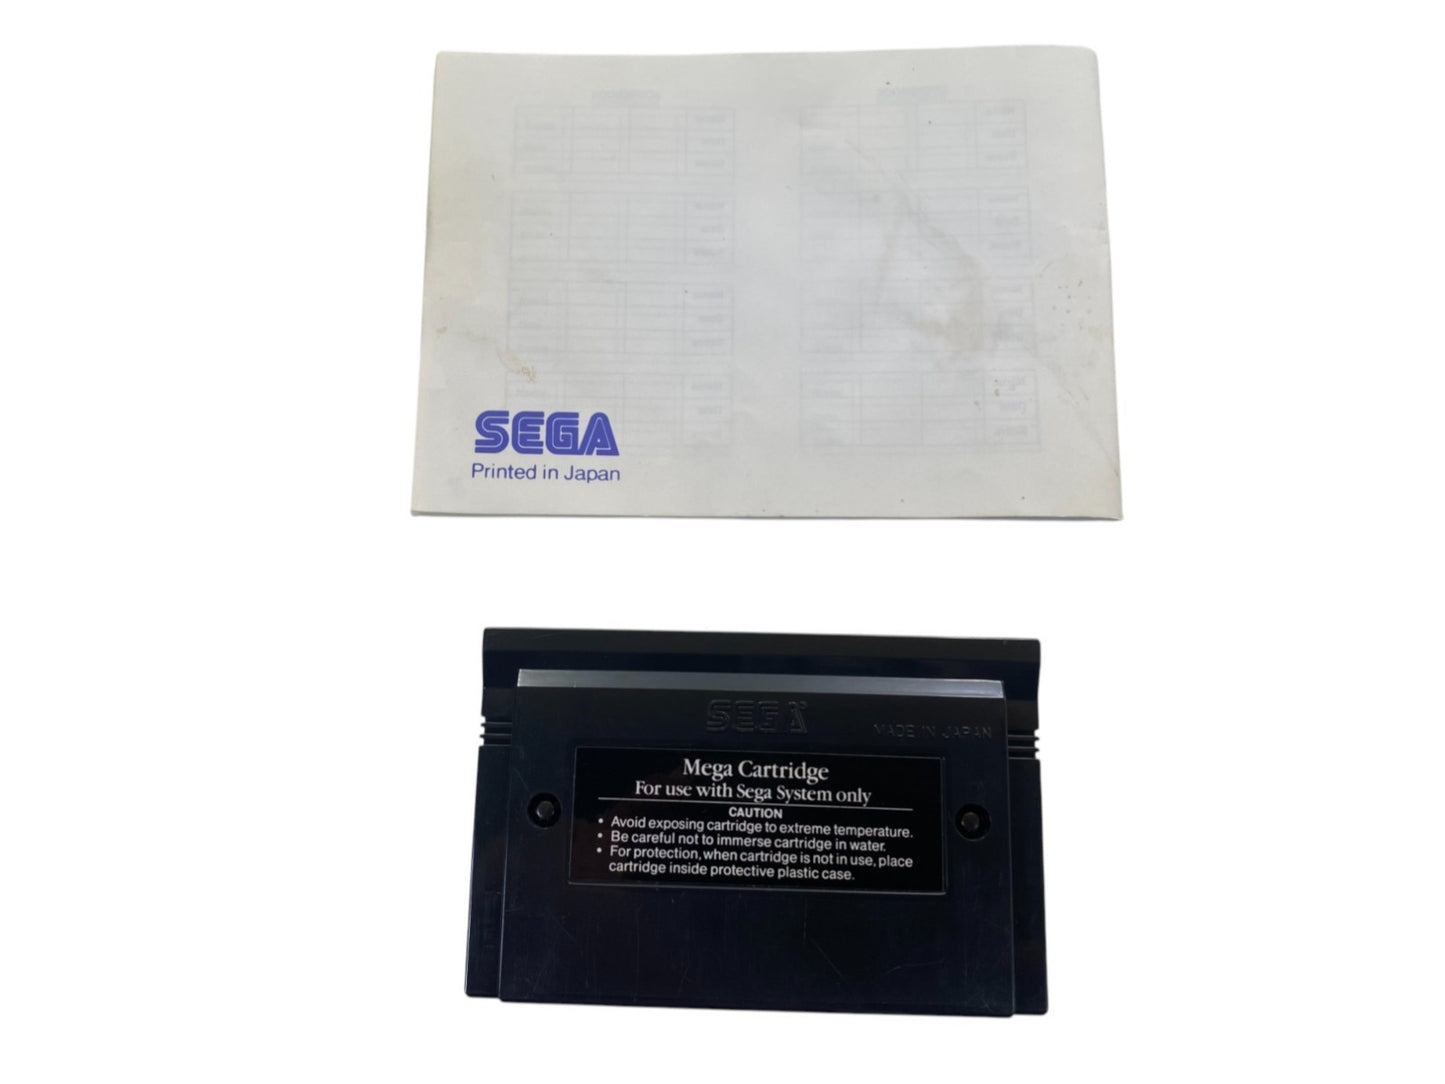 SEGA
Printed in Japan
SEGA
MADE IN JAPAN
Mega Cartridge
For use with Sega System only
CAUTION
• Avoid exposing cartridge to extreme temperature.
• Be careful not to immerse cartridge in water.
• For protection, when cartridge is not in use, place
cartridge inside protective plastic case.